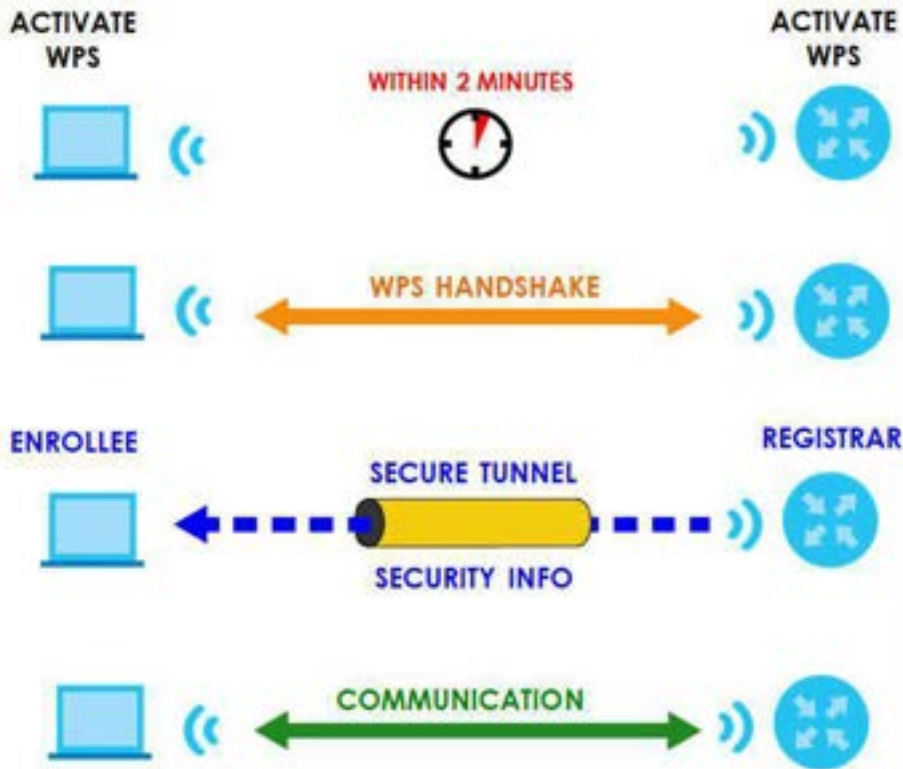 ACTIVATE
WPS
WITHIN 2 MINUTES
ACTIVATE
WPS
WPS HANDSHAKE
ENROLLEE
REGISTRAR
SECURE TUNNEL
SECURITY INFO
COMMUNICATION